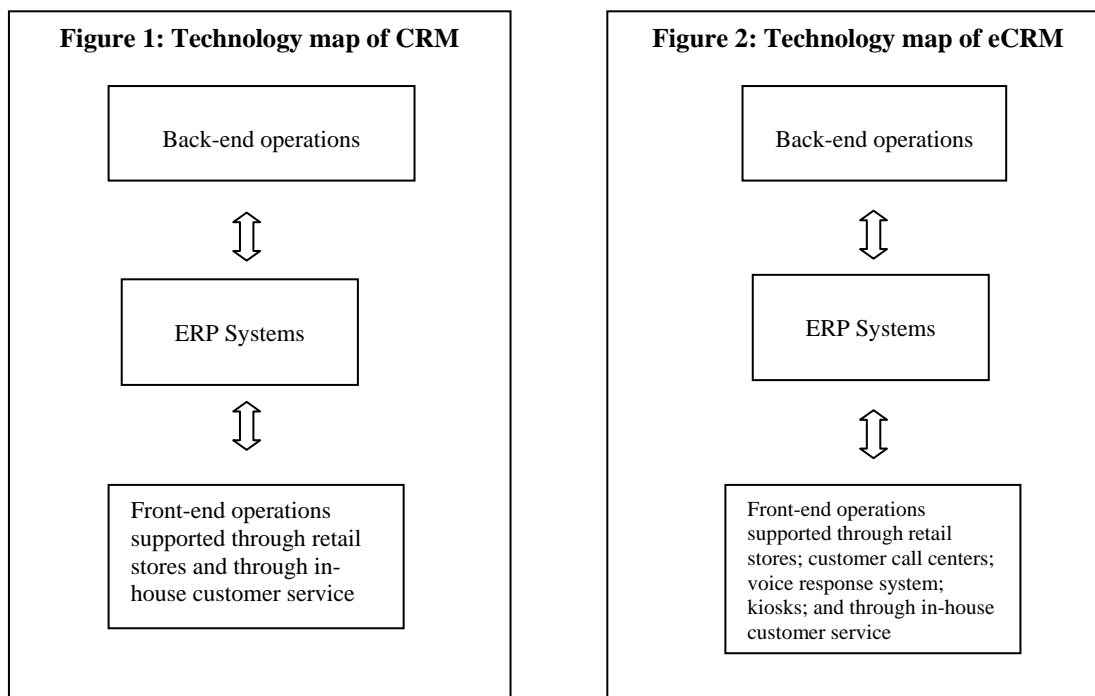 Figure 1: Technology map of CRM
Back-end operations
ERP Systems
Front-end operations
supported through retail
stores and through in-
house customer service
Figure 2: Technology map of eCRM
Back-end operations
ERP Systems
Front-end operations
supported through retail
stores; customer call centers;
voice response system;
kiosks; and through in-house
customer service